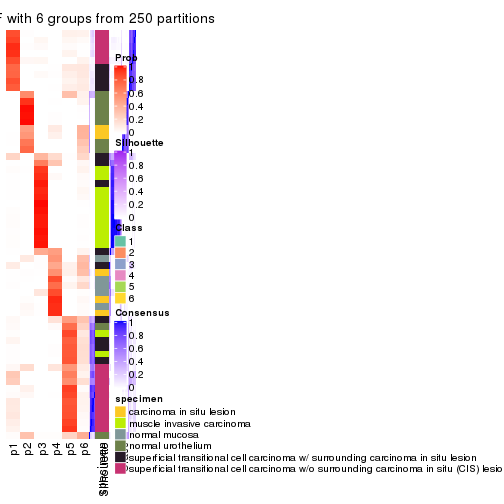 F with 6 groups from 250 partitions
Prop
1
0.8
0.6
0.4
0.2
0
Silhouette
1
0.8
0.6
0.4
0.2
0
Class
1
2
3
4
5
6
Consensus
1
0.8
0.6
0.4
0.2
0
specimen
carcinoma in situ lesion
muscle invasive carcinoma
normal mucosa
normal urothelium
superficial transitional cell carcinoma w/ surrounding carcinoma in situ lesion
superficial transitional cell carcinoma w/o surrounding carcinoma in situ (CIS) lesio
p1
p2
p3
p4
p5
p6
specimen